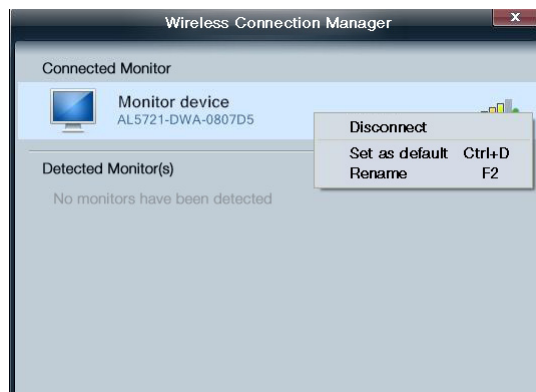 Wireless Connection Manager
x
Connected Monitor
Monitor device
AL5721-DWA-0807D5
Disconnect
Set as default Ctrl+D
Rename F2
Detected Monitor(s)
No monitors have been detected